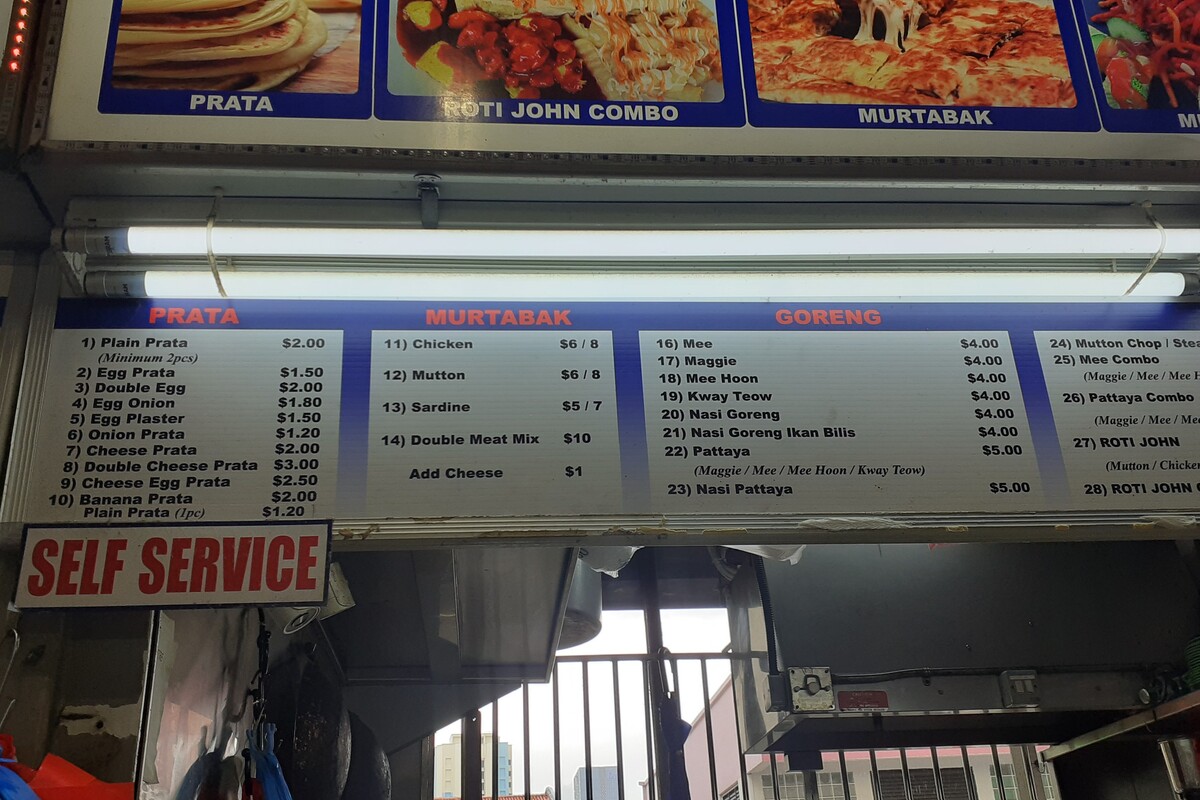 PRATA
ROTI JOHN COMBO
MURTABAK
PRATA
1) Plain Prata $2.00
(Minimum 2pcs)
2) Egg Prata $1.50
3) Double Egg $2.00
4) Egg Onion $1.80
5) Egg Plaster $1.50
6) Onion Prata $1.20
7) Cheese Prata $2.00
8) Double Cheese Prata $3.00
9) Cheese Egg Prata $2.50
10) Banana Prata $2.00
Plain Prata (1pc) $1.20
MURTABAK
11) Chicken $6 / 8
12) Mutton $6 / 8
13) Sardine $5 / 7
14) Double Meat Mix $10
Add Cheese $1
GORENG
16) Mee $4.00
17) Maggie $4.00
18) Mee Hoon $4.00
19) Kway Teow $4.00
20) Nasi Goreng $4.00
21) Nasi Goreng Ikan Bilis $4.00
22) Pattaya $5.00
(Maggie / Mee / Mee Hoon / Kway Teow)
23) Nasi Pattaya $5.00
24) Mutton Chop /
25) Mee Combo
(Maggie / Mee / Mee
26) Pattaya Combo
(Maggie / Mee /
27) ROTI JOHN
(Mutton / Chicken
28) ROTI JOHN
SELF SERVICE